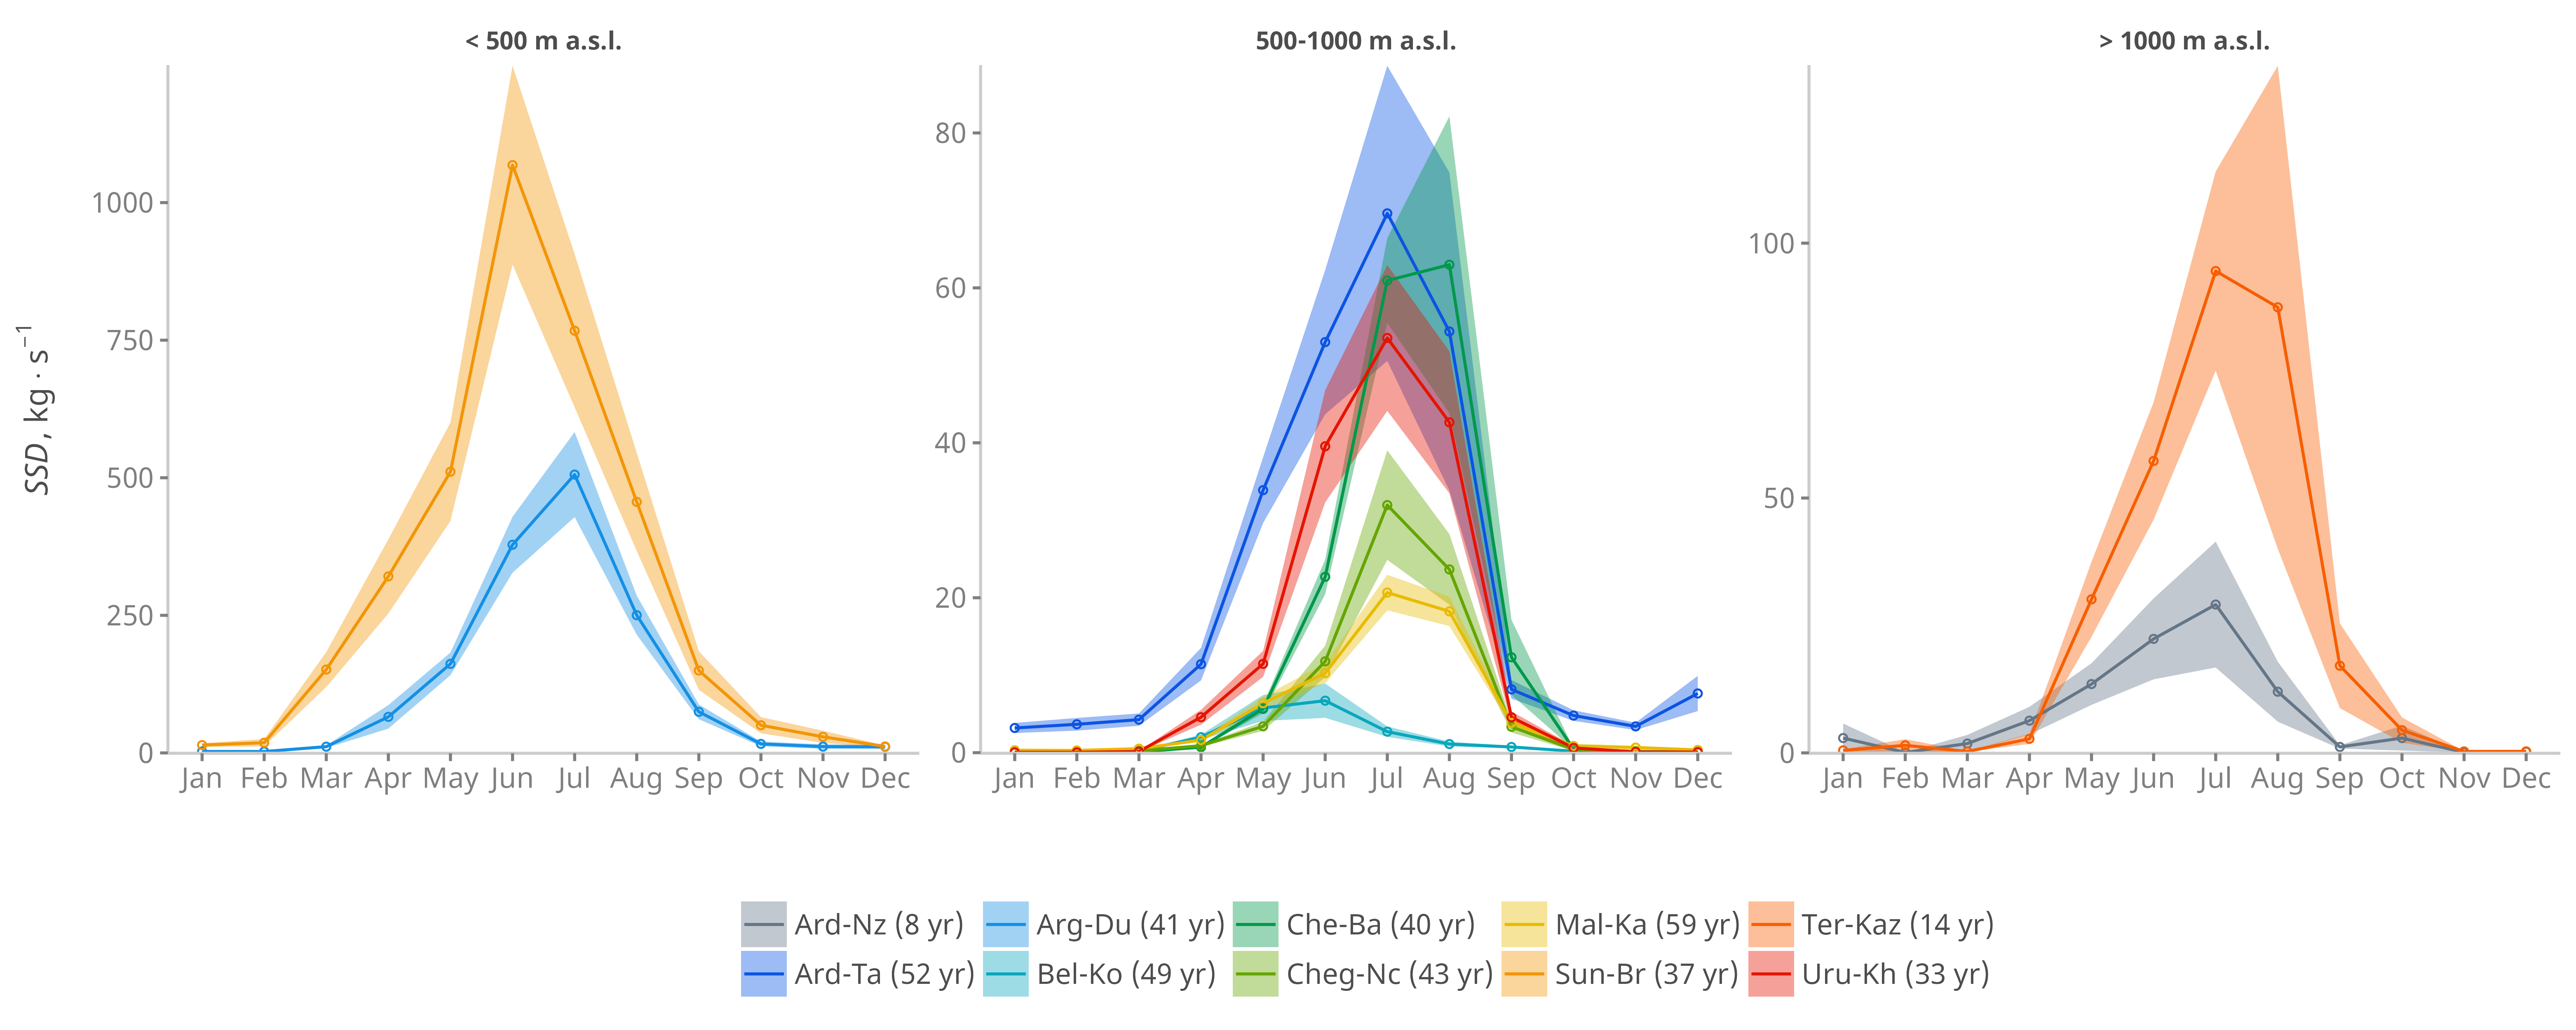 < 500 m a.s.l.
500-1000 m a.s.l.
> 1000 m a.s.l.
SSD, kg · s⁻¹
1000
750
500
250
0
Jan Feb Mar Apr May Jun Jul Aug Sep Oct Nov Dec
80
60
40
20
0
Jan Feb Mar Apr May Jun Jul Aug Sep Oct Nov Dec
100
50
0
Jan Feb Mar Apr May Jun Jul Aug Sep Oct Nov Dec
Ard-Nz (8 yr) Arg-Du (41 yr) Che-Ba (40 yr) Mal-Ka (59 yr) Ter-Kaz (14 yr)
Ard-Ta (52 yr) Bel-Ko (49 yr) Cheg-Nc (43 yr) Sun-Br (37 yr) Uru-Kh (33 yr)